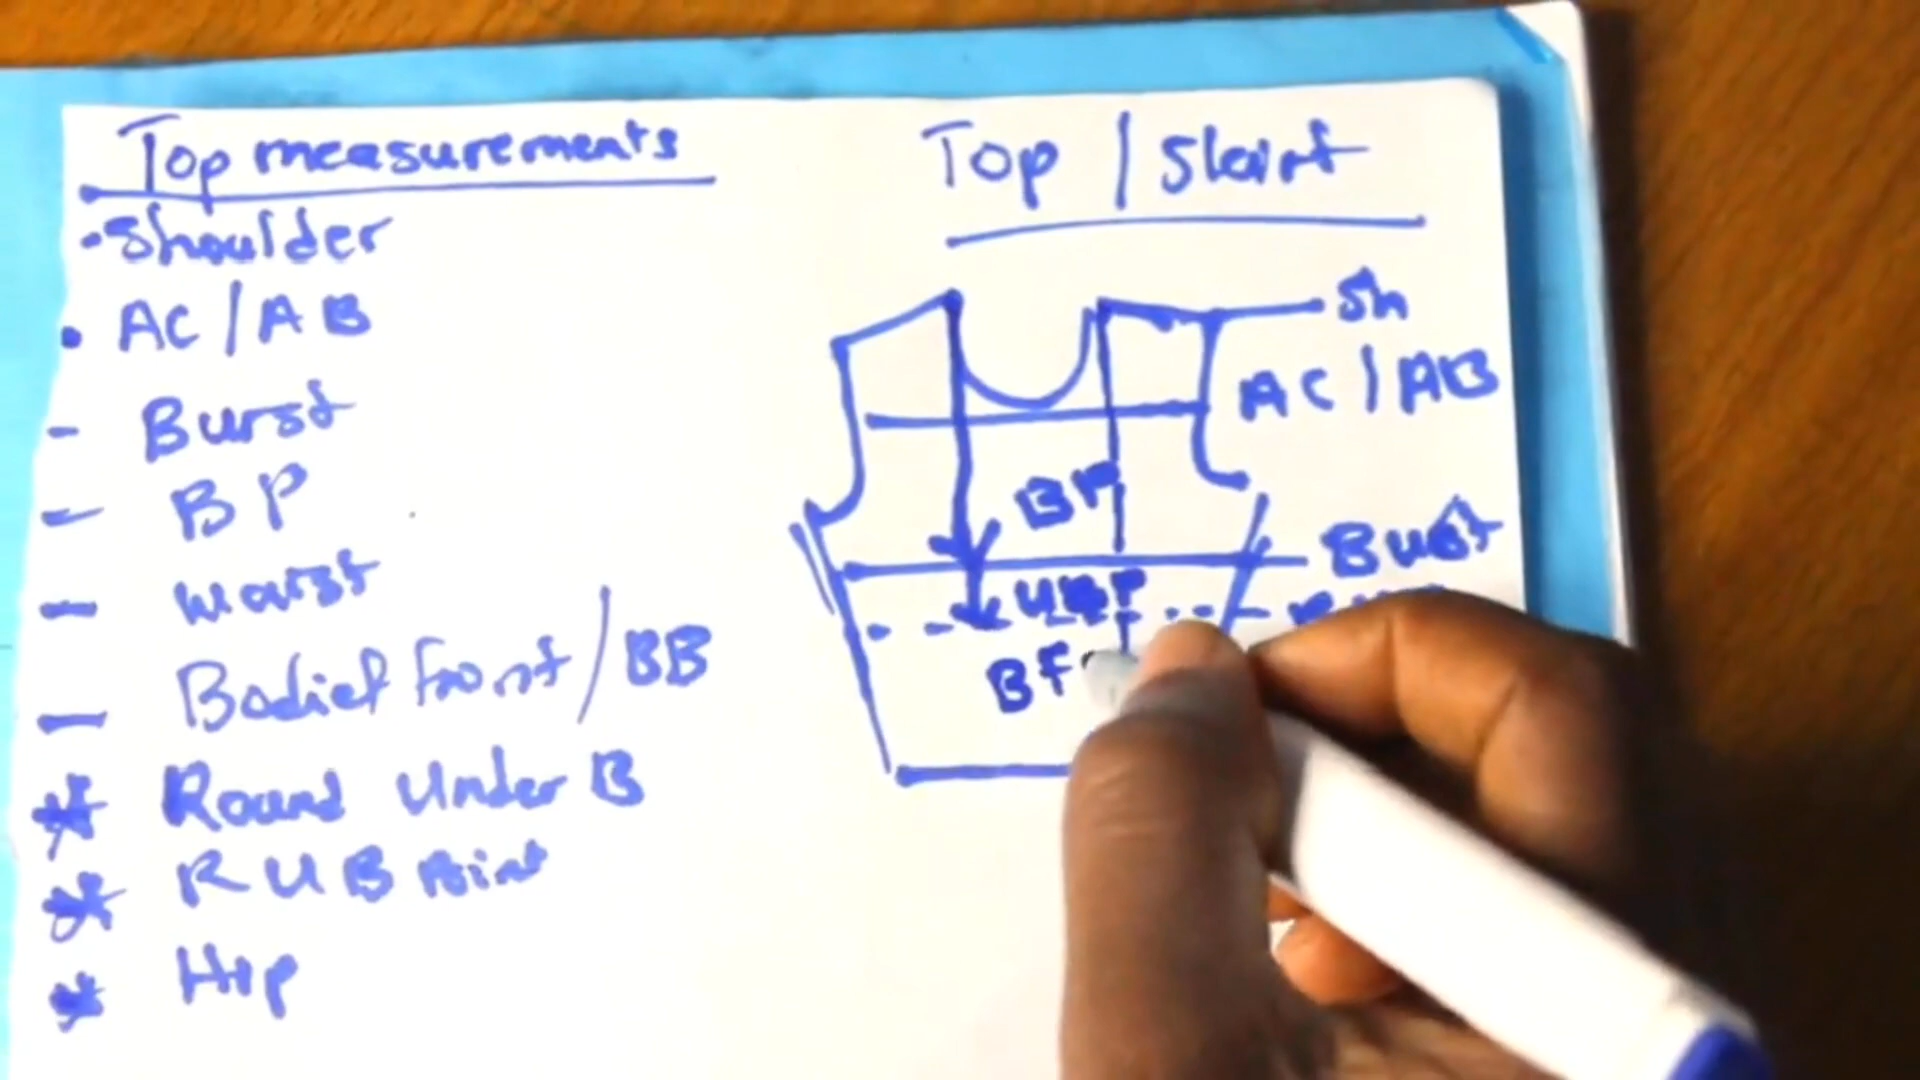 Top measurements
Shoulder
AC/AB
Burst
BP
Waist
Bodief front/BB
Round Under B
RUB Point
Hip
Top / Skirt
Sh
AC/AB
BP
Bust
BF